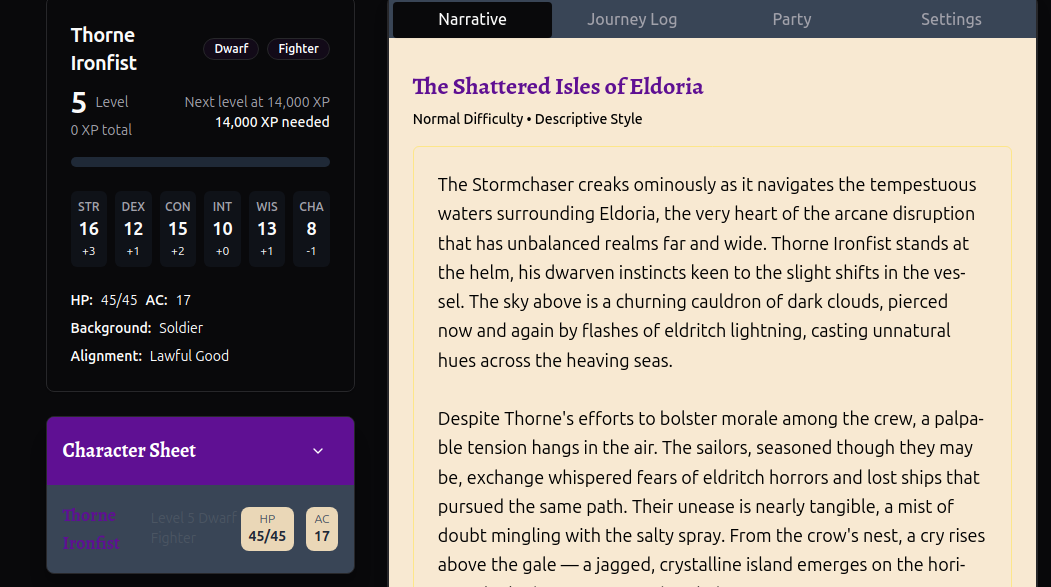 Thorne
Ironfist
Dwarf
Fighter
5 Level
Next level at 14,000 XP
0 XP total
14,000 XP needed
STR DEX CON INT WIS CHA
16 12 15 10 13 8
+3 +1 +2 +0 +1 -1
HP: 45/45 AC: 17
Background: Soldier
Alignment: Lawful Good
Character Sheet
Thorne
Ironfist
Level 5 Dwarf
Fighter
HP
45/45
AC
17
Narrative Journey Log Party Settings
The Shattered Isles of Eldoria
Normal Difficulty • Descriptive Style
The Stormchaser creaks ominously as it navigates the tempestuous
waters surrounding Eldoria, the very heart of the arcane disruption
that has unbalanced realms far and wide. Thorne Ironfist stands at
the helm, his dwarven instincts keen to the slight shifts in the ves-
sel. The sky above is a churning cauldron of dark clouds, pierced
now and again by flashes of eldritch lightning, casting unnatural
hues across the heaving seas.
Despite Thorne's efforts to bolster morale among the crew, a palpa-
ble tension hangs in the air. The sailors, seasoned though they may
be, exchange whispered fears of eldritch horrors and lost ships that
pursued the same path. Their unease is nearly tangible, a mist of
doubt mingling with the salty spray. From the crow's nest, a cry rises
above the gale — a jagged, crystalline island emerges on the hori-